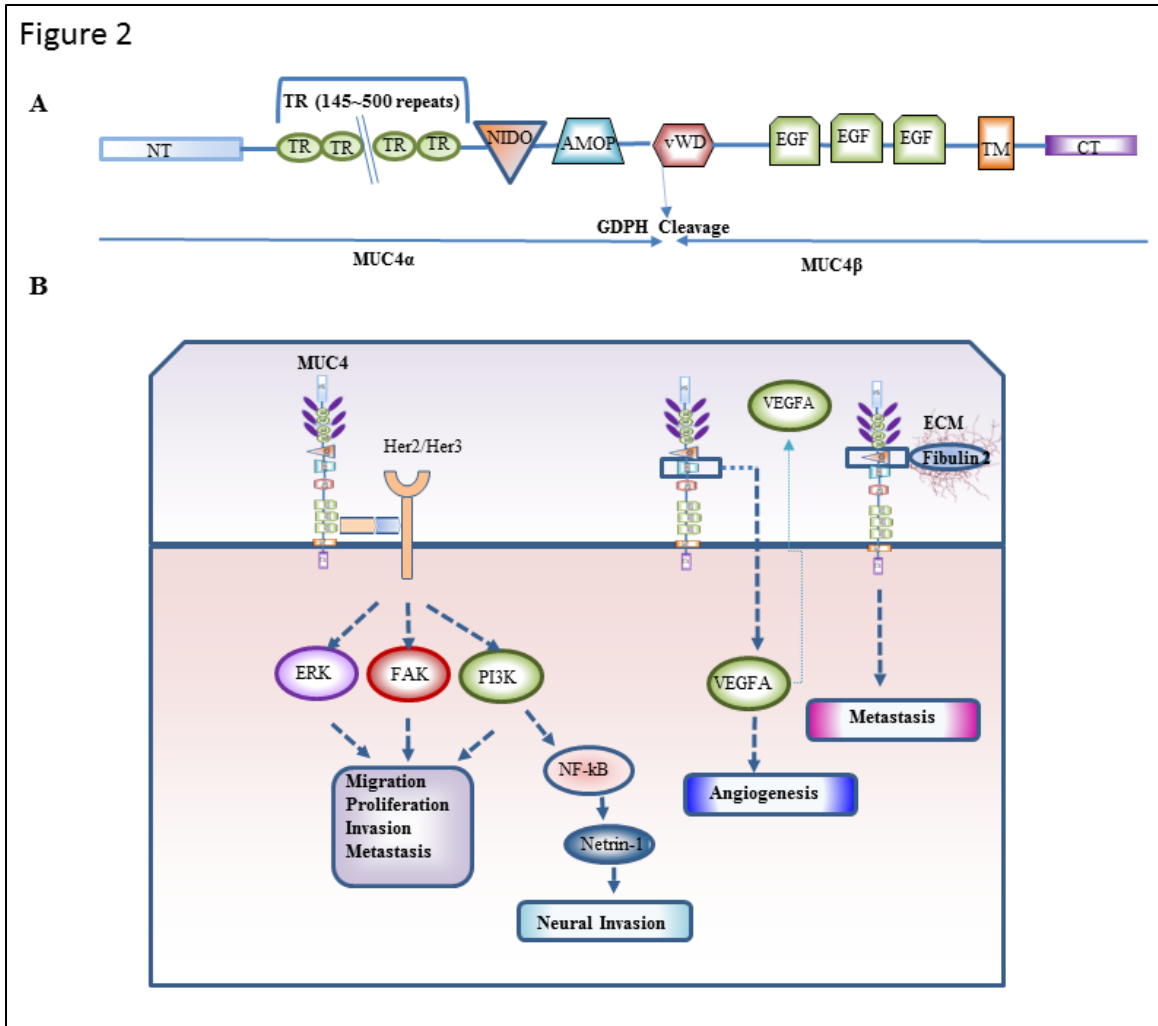 Figure 2
A
TR (145~500 repeats)
NT
TR
TR
TR
TR
NIDO
AMOP
vWD
EGF
EGF
EGF
TM
CT
GDPH Cleavage
MUC4α
MUC4β
B
MUC4
Her2/Her3
VEGFA
ECM
Fibulin 2
ERK
FAK
PI3K
VEGFA
Metastasis
Migration
Proliferation
Invasion
Metastasis
NF-kB
Angiogenesis
Netrin-1
Neural Invasion